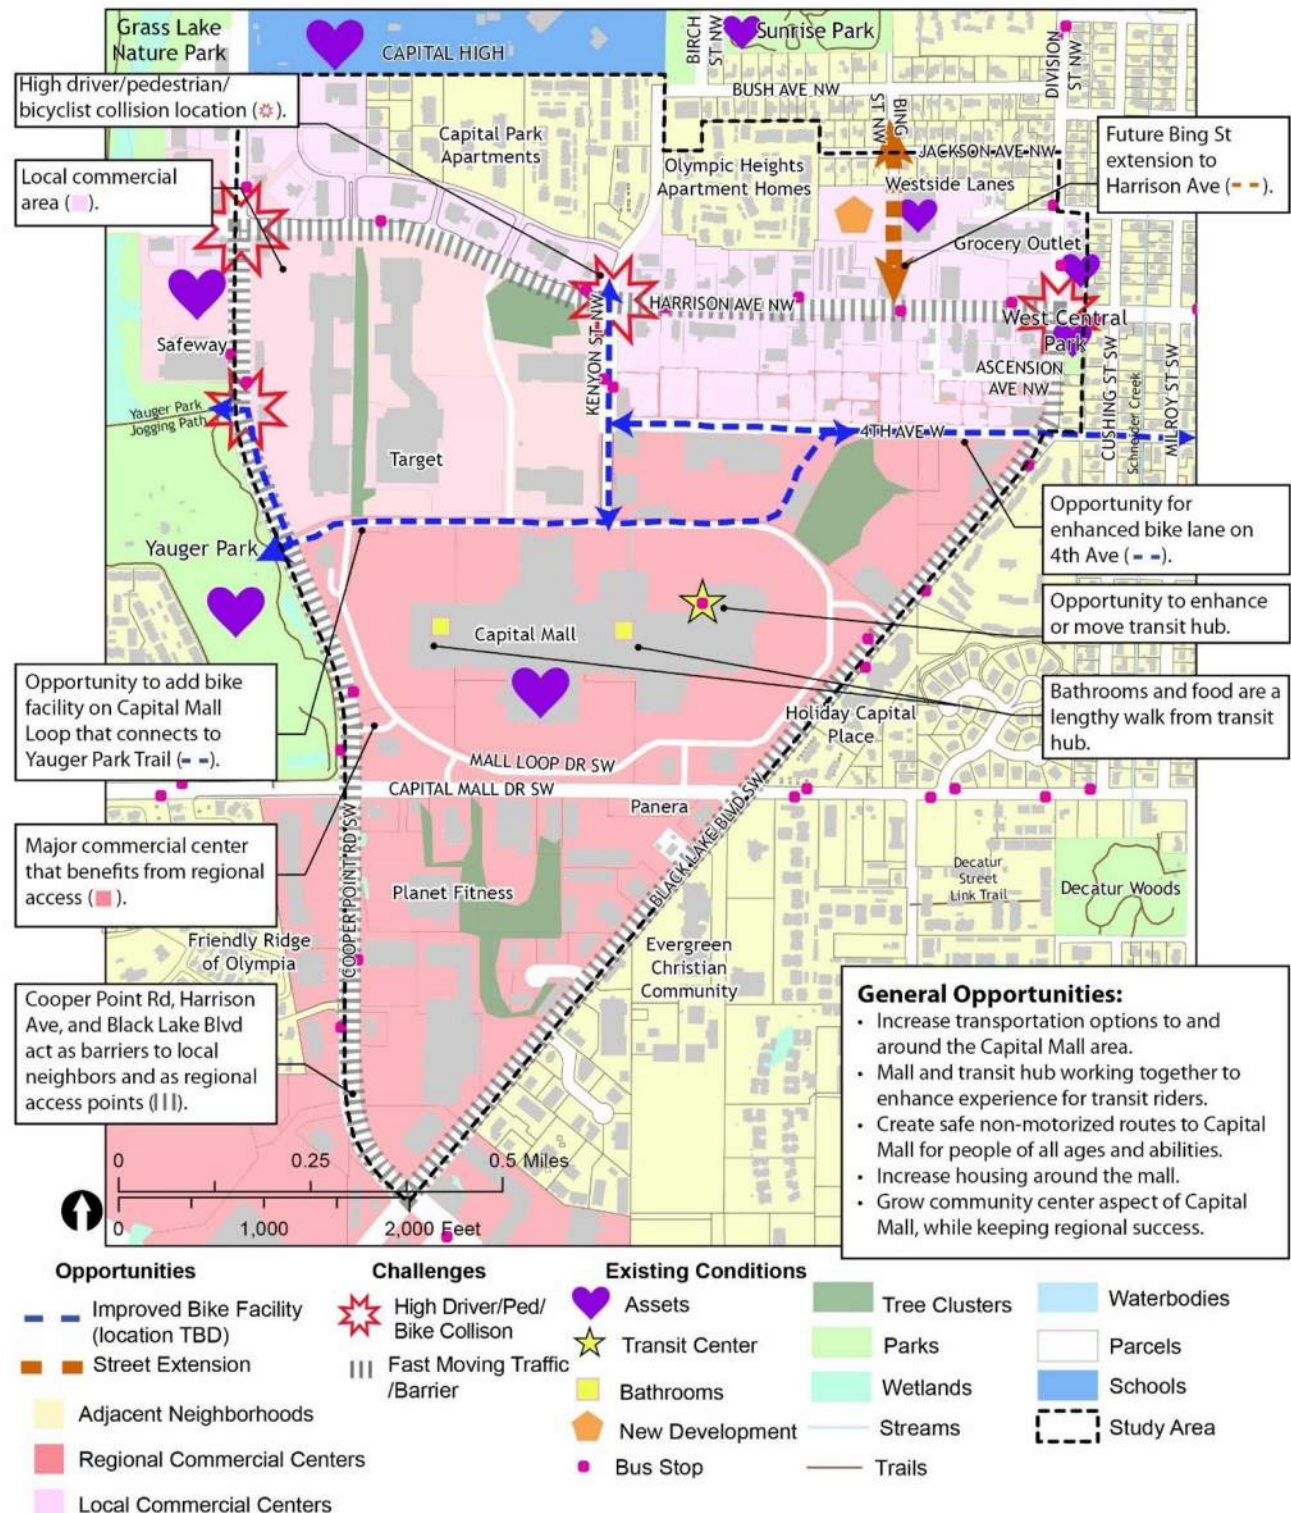 Grass Lake
Nature Park
CAPITAL HIGH
BIRCH
ST NW
Sunrise Park
DIVISION
ST NW
High driver/pedestrian/
bicyclist collision location ( ).
BUSH AVE NW
BING
ST NW
Capital Park
Apartments
Olympic Heights
Apartment Homes
JACKSON AVE NW
Westside Lanes
Future Bing St
extension to
Harrison Ave ( ).
Local commercial
area ( ).
Grocery Outlet
HARRISON AVE NW
West Central
Park
Safeway
KENYON ST NW
ASCENSION
AVE NW
Yauger Park
Jogging Path
CUSHING ST SW
Schneider Creek
MILROY ST SW
4TH AVE W
Target
Opportunity for
enhanced bike lane on
4th Ave ( ).
Yauger Park
Opportunity to enhance
or move transit hub.
Capital Mall
Opportunity to add bike
facility on Capital Mall
Loop that connects to
Yauger Park Trail ( ).
Bathrooms and food are a
lengthy walk from transit
hub.
Holiday Capital
Place
MALL LOOP DR SW
CAPITAL MALL DR SW
Panera
BLACK LAKE BLVD SW
COOPER POINT RD SW
Major commercial center
that benefits from regional
access ( ).
Planet Fitness
Decatur
Street
Link Trail
Decatur Woods
Friendly Ridge
of Olympia
Evergreen
Christian
Community
Cooper Point Rd, Harrison
Ave, and Black Lake Blvd
act as barriers to local
neighbors and as regional
access points ( ).
General Opportunities:
• Increase transportation options to and
around the Capital Mall area.
• Mall and transit hub working together to
enhance experience for transit riders.
• Create safe non-motorized routes to Capital
Mall for people of all ages and abilities.
• Increase housing around the mall.
• Grow community center aspect of Capital
Mall, while keeping regional success.
0 0.25 0.5 Miles
0 1,000 2,000 Feet
Opportunities
Improved Bike Facility
(location TBD)
Street Extension
Adjacent Neighborhoods
Regional Commercial Centers
Local Commercial Centers
Challenges
High Driver/Ped/
Bike Collison
Fast Moving Traffic
/Barrier
Existing Conditions
Assets
Transit Center
Bathrooms
New Development
Bus Stop
Tree Clusters
Parks
Wetlands
Streams
Trails
Waterbodies
Parcels
Schools
Study Area